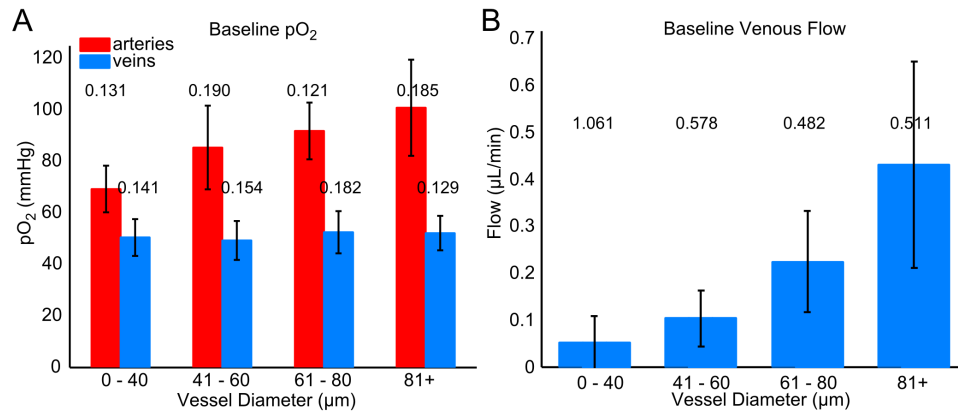 A
Baseline pO2
arteries
veins
120
100
80
60
40
20
0
pO2 (mmHg)
0.131
0.190
0.121
0.185
0.141
0.154
0.182
0.129
0 - 40
41 - 60
61 - 80
81+
Vessel Diameter (µm)
B
Baseline Venous Flow
0.7
0.6
0.5
0.4
0.3
0.2
0.1
0
Flow (µL/min)
1.061
0.578
0.482
0.511
0 - 40
41 - 60
61 - 80
81+
Vessel Diameter (µm)